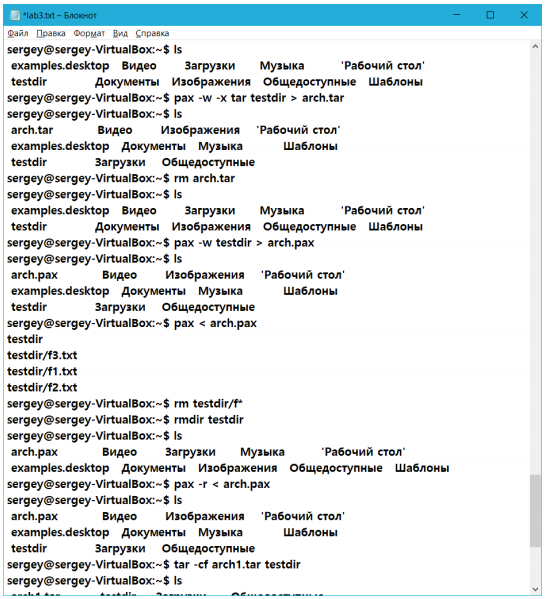 *lab3.txt – Блокнот
Файл Правка Формат Вид Справка
sergey@sergey-VirtualBox:~$ ls
examples.desktop Видео Загрузки Музыка 'Рабочий стол'
testdir Документы Изображения Общедоступные Шаблоны
sergey@sergey-VirtualBox:~$ pax -w -x tar testdir > arch.tar
sergey@sergey-VirtualBox:~$ ls
arch.tar Видео Изображения 'Рабочий стол'
examples.desktop Документы Музыка Шаблоны
testdir Загрузки Общедоступные
sergey@sergey-VirtualBox:~$ rm arch.tar
sergey@sergey-VirtualBox:~$ ls
examples.desktop Видео Загрузки Музыка 'Рабочий стол'
testdir Документы Изображения Общедоступные Шаблоны
sergey@sergey-VirtualBox:~$ pax -w testdir > arch.pax
sergey@sergey-VirtualBox:~$ ls
arch.pax Видео Изображения 'Рабочий стол'
examples.desktop Документы Музыка Шаблоны
testdir Загрузки Общедоступные
sergey@sergey-VirtualBox:~$ pax < arch.pax
testdir
testdir/f3.txt
testdir/f1.txt
testdir/f2.txt
sergey@sergey-VirtualBox:~$ rm testdir/f*
sergey@sergey-VirtualBox:~$ rmdir testdir
sergey@sergey-VirtualBox:~$ ls
arch.pax Видео Загрузки Музыка 'Рабочий стол'
examples.desktop Документы Изображения Общедоступные Шаблоны
sergey@sergey-VirtualBox:~$ pax -r < arch.pax
sergey@sergey-VirtualBox:~$ ls
arch.pax Видео Изображения 'Рабочий стол'
examples.desktop Документы Музыка Шаблоны
testdir Загрузки Общедоступные
sergey@sergey-VirtualBox:~$ tar -cf arch1.tar testdir
sergey@sergey-VirtualBox:~$ ls
arch1.tar testdir Загрузки Общедоступные